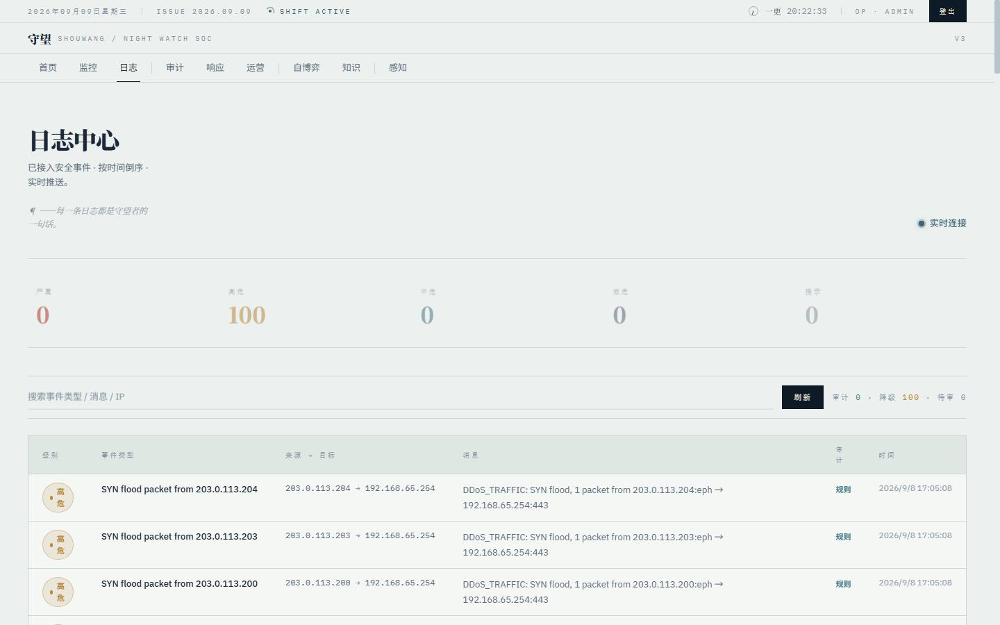 2026年09月09日星期三
ISSUE 2026.09.09
SHIFT ACTIVE
一更 20:22:33
OP · ADMIN
登出
守望 SHOUWANG / NIGHT WATCH SOC
V3
首页 监控 日志 审计 响应 运营 自博弈 知识 感知
日志中心
已接入安全事件 · 按时间倒序 ·
实时推送。
¶ ——每一条日志都是守望者的
一句话。
实时连接
严重 高危 中危 低危 提示
0 100 0 0 0
搜索事件类型 / 消息 / IP
刷新
审计 0 · 降级 100 · 待审 0
级别 事件类型 来源 → 目标 消息 审计 时间
高危 SYN flood packet from 203.0.113.204 203.0.113.204 → 192.168.65.254 DDoS_TRAFFIC: SYN flood, 1 packet from 203.0.113.204:eph → 规则 2026/9/8 17:05:08
192.168.65.254:443
高危 SYN flood packet from 203.0.113.203 203.0.113.203 → 192.168.65.254 DDoS_TRAFFIC: SYN flood, 1 packet from 203.0.113.203:eph → 规则 2026/9/8 17:05:08
192.168.65.254:443
高危 SYN flood packet from 203.0.113.200 203.0.113.200 → 192.168.65.254 DDoS_TRAFFIC: SYN flood, 1 packet from 203.0.113.200:eph → 规则 2026/9/8 17:05:08
192.168.65.254:443